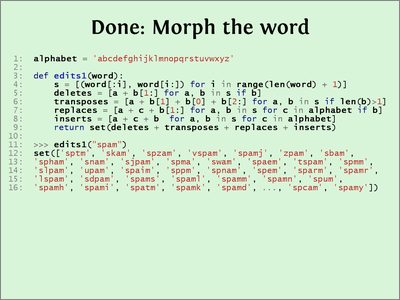 Done: Morph the word
1: alphabet = 'abcdefghijklmnopqrstuvwxyz'
2:
3: def edits1(word):
4: s = [(word[:i], word[i:]) for i in range(len(word) + 1)]
5: deletes = [a + b[1:] for a, b in s if b]
6: transposes = [a + b[1] + b[0] + b[2:] for a, b in s if len(b)>1]
7: replaces = [a + c + b[1:] for a, b in s for c in alphabet if b]
8: inserts = [a + c + b for a, b in s for c in alphabet]
9: return set(deletes + transposes + replaces + inserts)
10:
11: >>> edits1("spam")
12: set(['sptm', 'skam', 'spzam', 'vspam', 'spamj', 'zpam', 'sbam',
13: 'spham', 'snam', 'sjpam', 'spma', 'swam', 'spaem', 'tspam', 'spmm',
14: 'slpam', 'upam', 'spaim', 'sppm', 'spnam', 'spem', 'sparm', 'spamr',
15: 'lspam', 'sdpam', 'spams', 'spaml', 'spamm', 'spamn', 'spum',
16: 'spamh', 'spami', 'spatm', 'spamk', 'spamd', ..., 'spcam', 'spamy'])